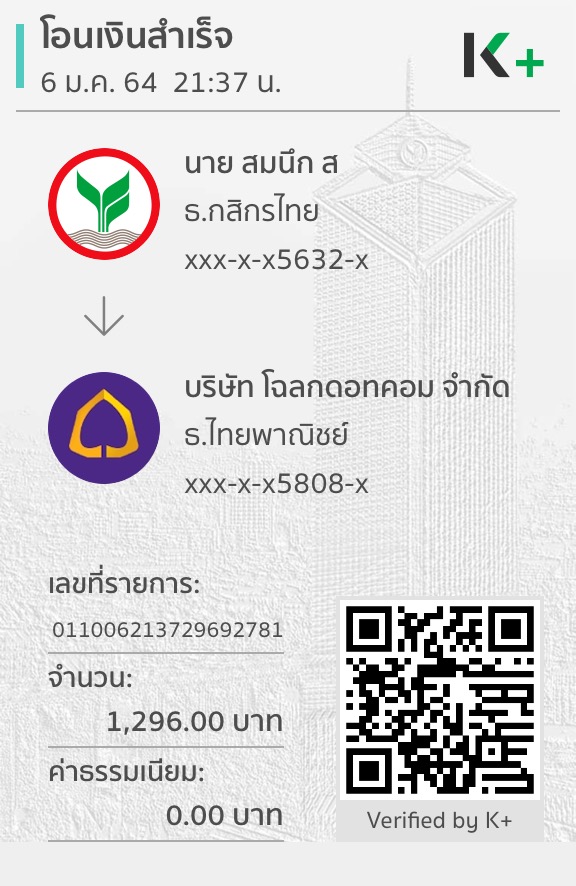 โอนเงินสำเร็จ
6 ม.ค. 64 21:37 น.
K+
นาย สมนึก ส
ธ.กสิกรไทย
xxx-x-x5632-x
บริษัท โฉลกดอทคอม จำกัด
ธ.ไทยพาณิชย์
xxx-x-x5808-x
เลขที่รายการ:
011006213729692781
จำนวน:
1,296.00 บาท
ค่าธรรมเนียม:
0.00 บาท
Verified by K+